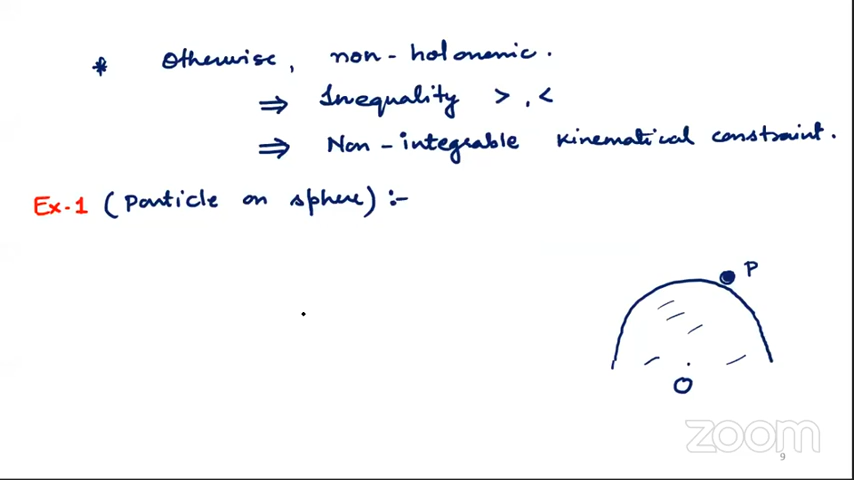 * Otherwise, non-holonomic.
⇒ Inequality >, <
⇒ Non-integrable kinematical constraint.
Ex-1 (Particle on sphere) :-
P
O
zoom
9